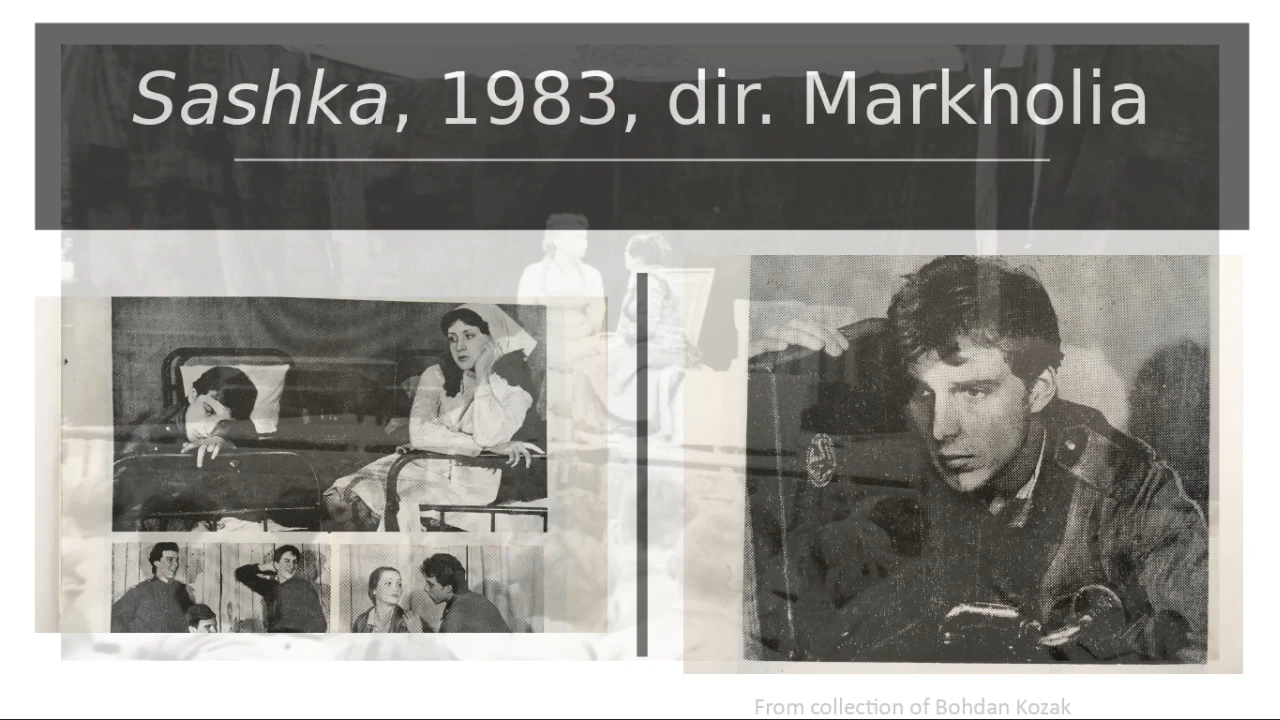 Sashka, 1983, dir. Markholia
From collection of Bohdan Kozak